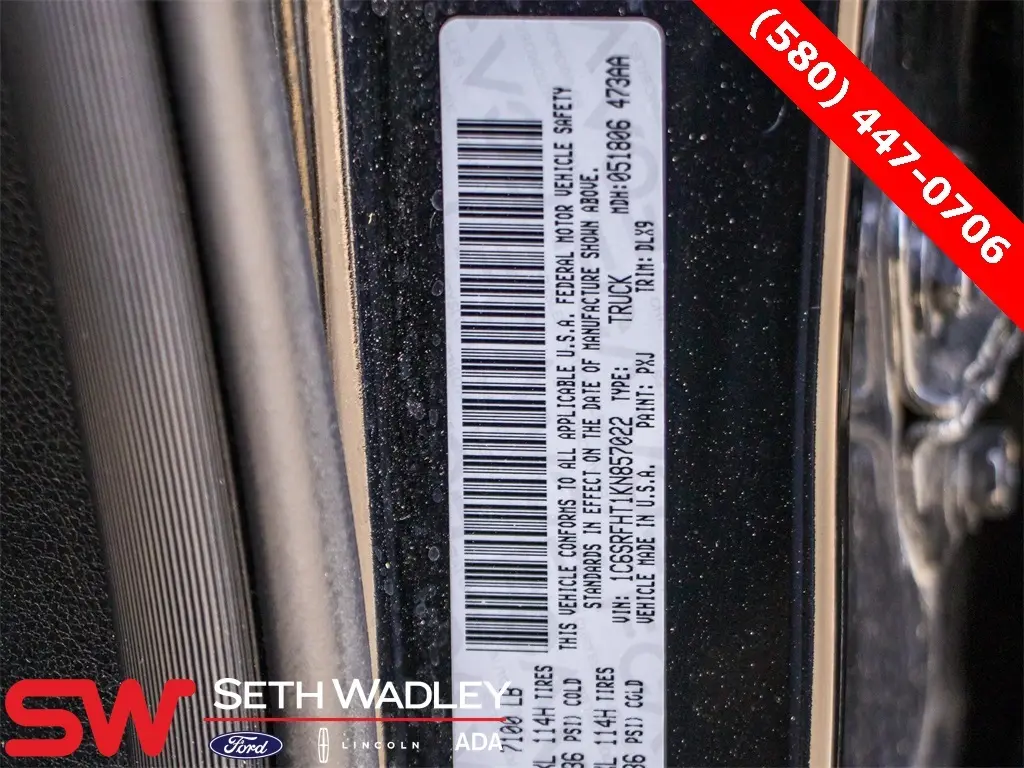 (580) 447-0706
MDH:051806 473AA
THIS VEHICLE CONFORMS TO ALL APPLICABLE U.S.A. FEDERAL MOTOR VEHICLE SAFETY
STANDARDS IN EFFECT ON THE DATE OF MANUFACTURE SHOWN ABOVE.
VIN: 1C6SRFHT1KN857022 TYPE: TRUCK
VEHICLE MADE IN U.S.A. PAINT: PXJ TRIM: DLX9
7100 LB
114H TIRES
PSI) COLD
114H TIRES
PSI) COLD
SW
SETH WADLEY
Ford
LINCOLN
ADA